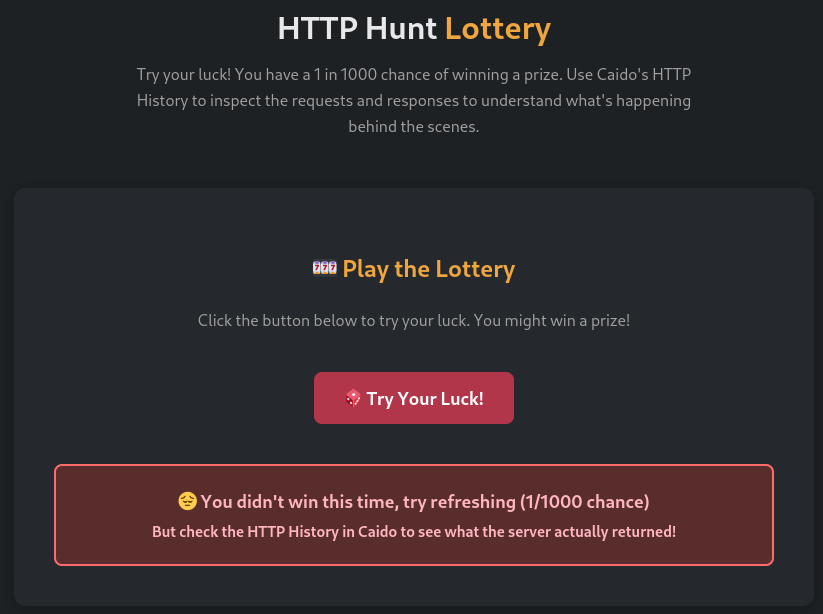 HTTP Hunt Lottery
Try your luck! You have a 1 in 1000 chance of winning a prize. Use Caido's HTTP
History to inspect the requests and responses to understand what's happening
behind the scenes.
🎰 Play the Lottery
Click the button below to try your luck. You might win a prize!
🎲 Try Your Luck!
😔 You didn't win this time, try refreshing (1/1000 chance)
But check the HTTP History in Caido to see what the server actually returned!